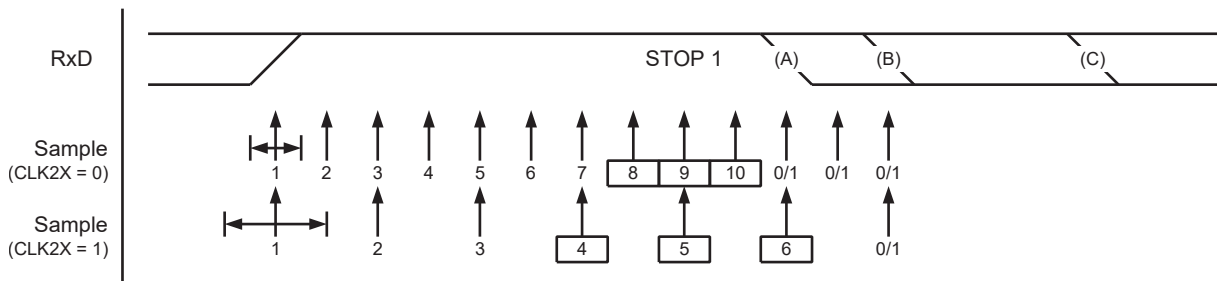 RxD STOP 1 (A) (B) (C)
Sample
(CLK2X = 0)
1 2 3 4 5 6 7 8 9 10 0/1 0/1 0/1
Sample
(CLK2X = 1)
1 2 3 4 5 6 0/1